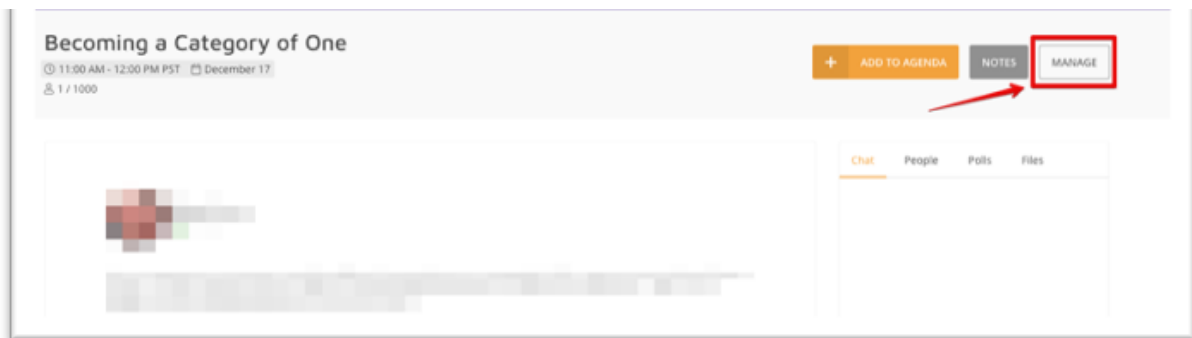 Becoming a Category of One
11:00 AM - 12:00 PM PST December 17
1 / 1000
+ ADD TO AGENDA NOTES MANAGE
Chat People Polls Files